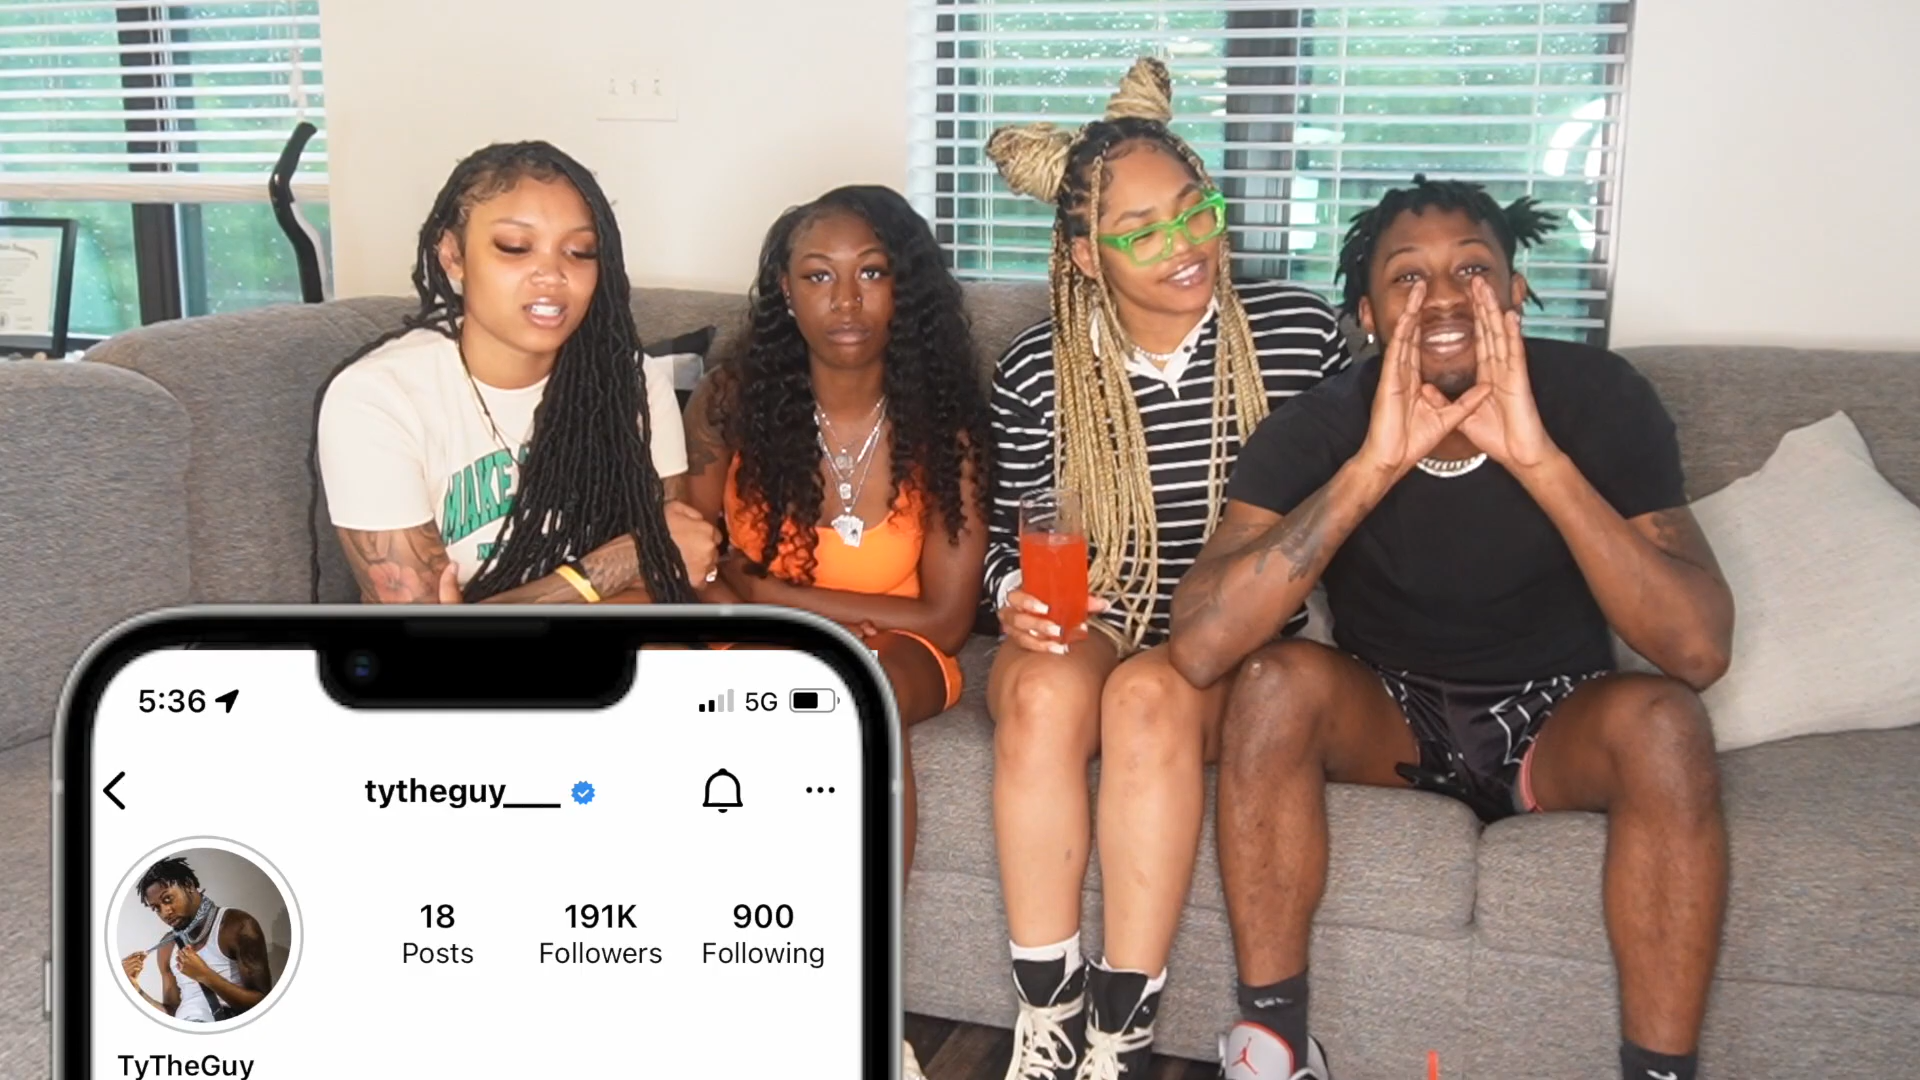 MAKE
5:36 5G
tytheguy___
18 191K 900
Posts Followers Following
TyTheGuy